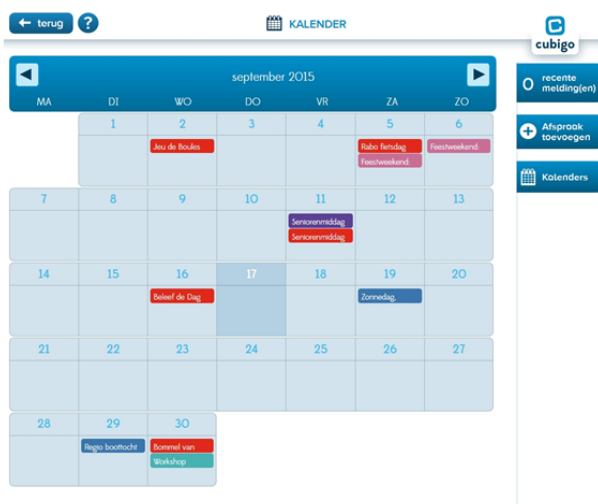 terug
?
KALENDER
cubigo
september 2015
MA DI WO DO VR ZA ZO
1 2 3 4 5 6
Jeu de Boules Rabo fietsdag Feestweekend
Feestweekend
7 8 9 10 11 12 13
Seniorenmiddag
Seniorenmiddag
14 15 16 17 18 19 20
Beleef de Dag Zonnedag,
21 22 23 24 25 26 27
28 29 30
Regio boottocht Bommel van
Workshop
0 recente
melding(en)
Afspraak
toevoegen
Kalenders